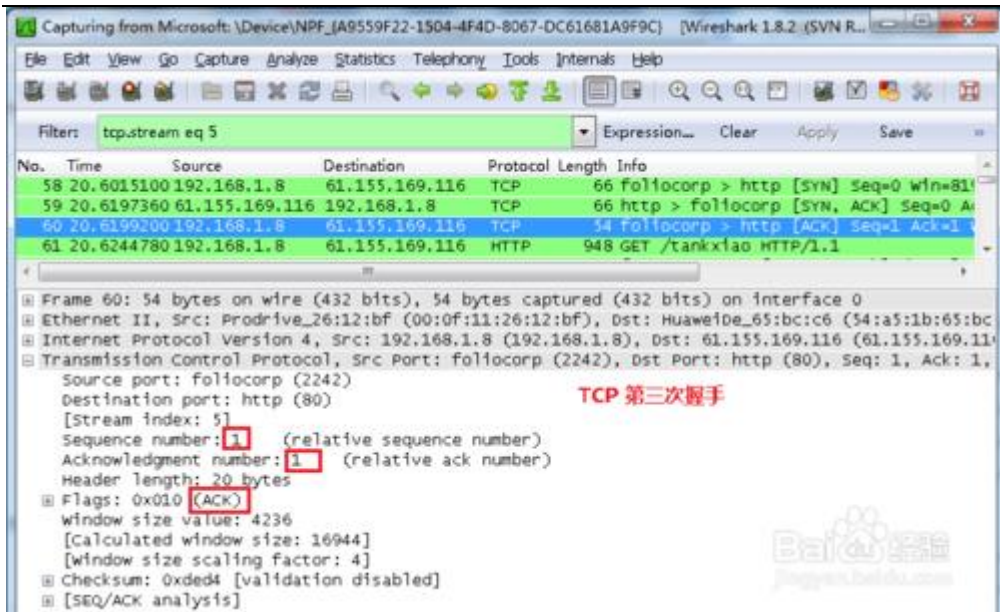 Capturing from Microsoft: \Device\NPF_{A9559F22-1504-4F4D-8067-DC61681A9F9C} [Wireshark 1.8.2 (SVN R...
File Edit View Go Capture Analyze Statistics Telephony Tools Internals Help
Filter: tcp.stream eq 5 Expression... Clear Apply Save
No. Time Source Destination Protocol Length Info
58 20.6015100 192.168.1.8 61.155.169.116 TCP 66 foliocorp > http [SYN] Seq=0 Win=819
59 20.6197360 61.155.169.116 192.168.1.8 TCP 66 http > foliocorp [SYN, ACK] Seq=0 A
60 20.6199200 192.168.1.8 61.155.169.116 TCP 54 foliocorp > http [ACK] Seq=1 Ack=1
61 20.6244780 192.168.1.8 61.155.169.116 HTTP 948 GET /tankxiao HTTP/1.1
Frame 60: 54 bytes on wire (432 bits), 54 bytes captured (432 bits) on interface 0
Ethernet II, Src: Prodrive_26:12:bf (00:0f:11:26:12:bf), Dst: HuaweiDe_65:bc:c6 (54:a5:1b:65:bc
Internet Protocol Version 4, Src: 192.168.1.8 (192.168.1.8), Dst: 61.155.169.116 (61.155.169.11
Transmission Control Protocol, Src Port: foliocorp (2242), Dst Port: http (80), Seq: 1, Ack: 1,
Source port: foliocorp (2242)
Destination port: http (80)
TCP 第三次握手
[Stream index: 5]
Sequence number: 1 (relative sequence number)
Acknowledgment number: 1 (relative ack number)
Header length: 20 bytes
Flags: 0x010 (ACK)
Window size value: 4236
[Calculated window size: 16944]
[Window size scaling factor: 4]
Checksum: 0xded4 [validation disabled]
[SEQ/ACK analysis]
Baidu 经验
jingyan.baidu.com